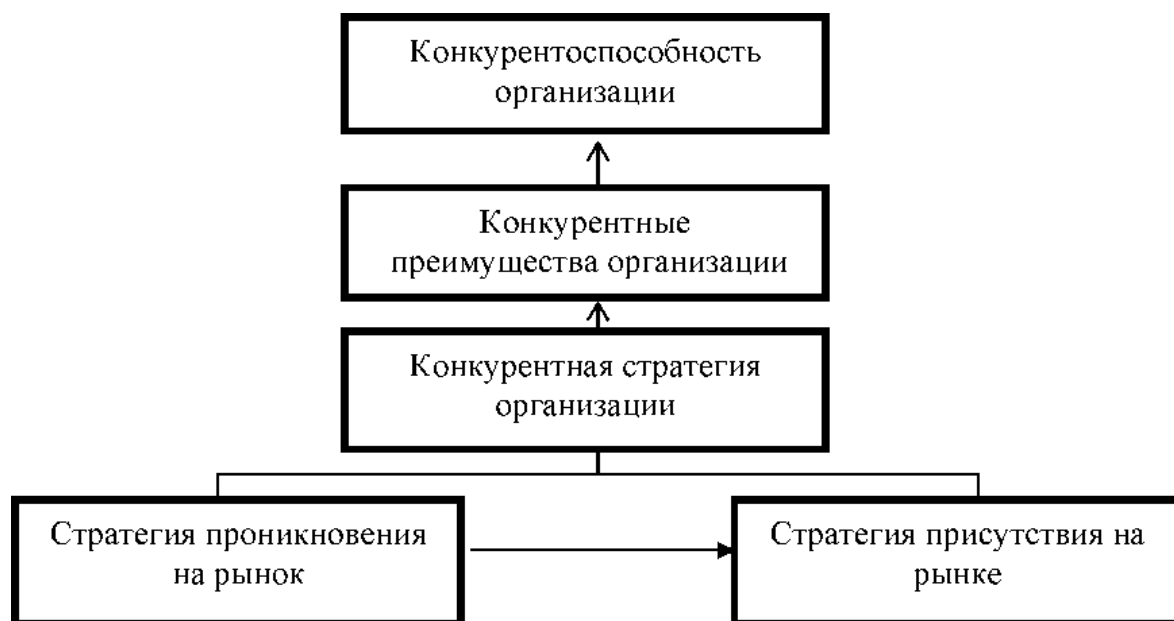 Конкурентоспособность
организации
Конкурентные
преимущества организации
Конкурентная стратегия
организации
Стратегия проникновения
на рынок
Стратегия присутствия на
рынке